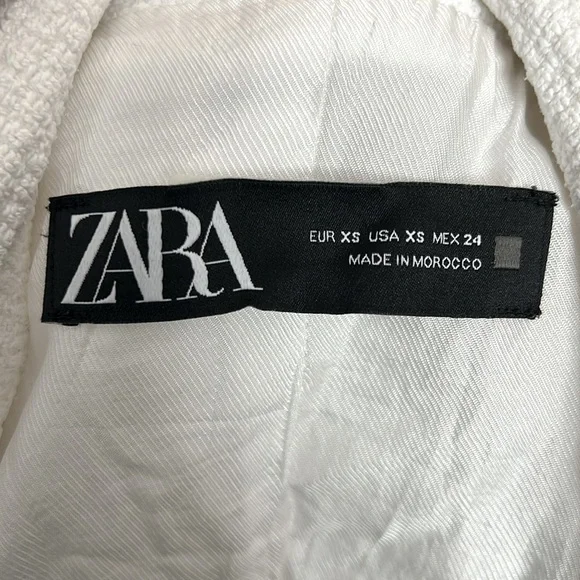 ZARA
EUR XS USA XS MEX 24
MADE IN MOROCCO